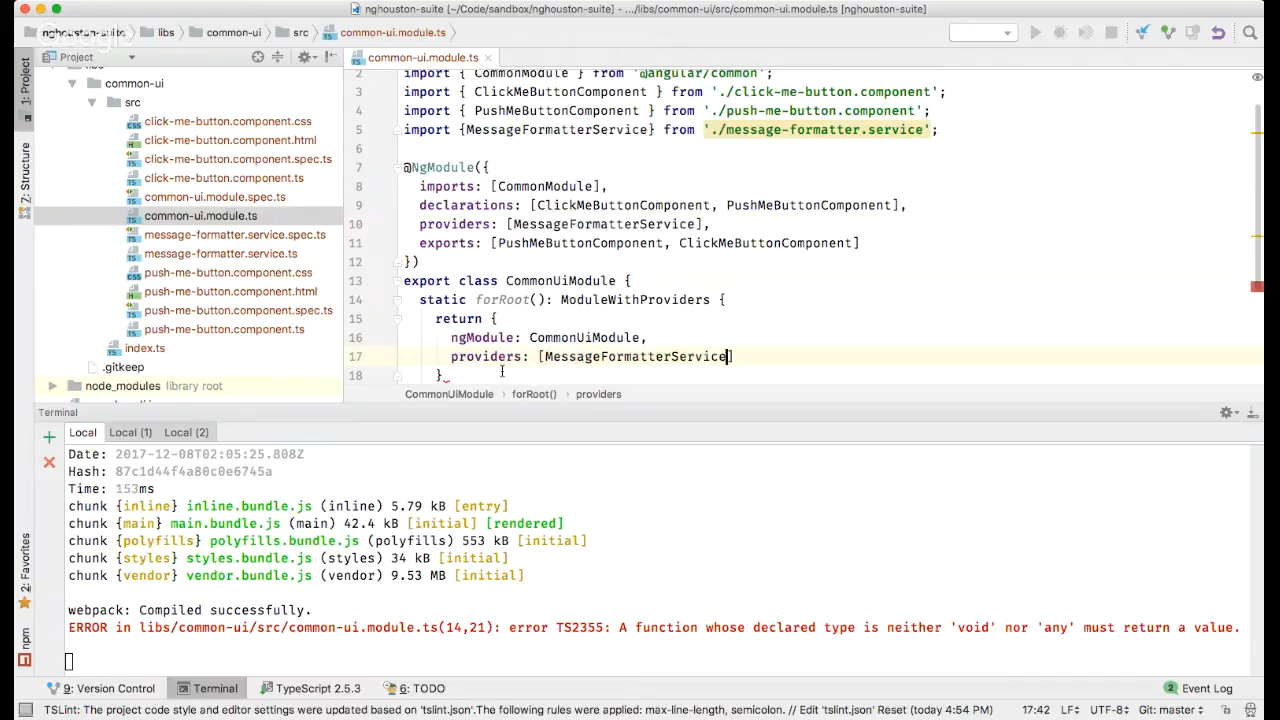 nghouston-suite [~/Code/sandbox/nghouston-suite] - .../libs/common-ui/src/common-ui.module.ts [nghouston-suite]
nghouston-suite libs common-ui src common-ui.module.ts
Project
common-ui.module.ts
1: Project
Z: Structure
2: Favorites
npm
common-ui
src
click-me-button.component.css
click-me-button.component.html
click-me-button.component.spec.ts
click-me-button.component.ts
common-ui.module.spec.ts
common-ui.module.ts
message-formatter.service.spec.ts
message-formatter.service.ts
push-me-button.component.css
push-me-button.component.html
push-me-button.component.spec.ts
push-me-button.component.ts
index.ts
.gitkeep
node_modules library root
2 import { CommonModule } from '@angular/common';
3 import { ClickMeButtonComponent } from './click-me-button.component';
4 import { PushMeButtonComponent } from './push-me-button.component';
5 import {MessageFormatterService} from './message-formatter.service';
6
7 @NgModule({
8 imports: [CommonModule],
9 declarations: [ClickMeButtonComponent, PushMeButtonComponent],
10 providers: [MessageFormatterService],
11 exports: [PushMeButtonComponent, ClickMeButtonComponent]
12 })
13 export class CommonUiModule {
14 static forRoot(): ModuleWithProviders {
15 return {
16 ngModule: CommonUiModule,
17 providers: [MessageFormatterService]
18 }
CommonUiModule forRoot() providers
Terminal
Local Local (1) Local (2)
Date: 2017-12-08T02:05:25.808Z
Hash: 87c1d44f4a80c0e6745a
Time: 153ms
chunk {inline} inline.bundle.js (inline) 5.79 kB [entry]
chunk {main} main.bundle.js (main) 42.4 kB [initial] [rendered]
chunk {polyfills} polyfills.bundle.js (polyfills) 553 kB [initial]
chunk {styles} styles.bundle.js (styles) 34 kB [initial]
chunk {vendor} vendor.bundle.js (vendor) 9.53 MB [initial]
webpack: Compiled successfully.
ERROR in libs/common-ui/src/common-ui.module.ts(14,21): error TS2355: A function whose declared type is neither 'void' nor 'any' must return a value.
9: Version Control Terminal TypeScript 2.5.3 6: TODO 2 Event Log
TSLint: The project code style and editor settings were updated based on 'tslint.json'.The following rules were applied: max-line-length, semicolon. // Edit 'tslint.json' Reset (today 4:54 PM) 17:42 LF÷ UTF-8÷ Git: master÷